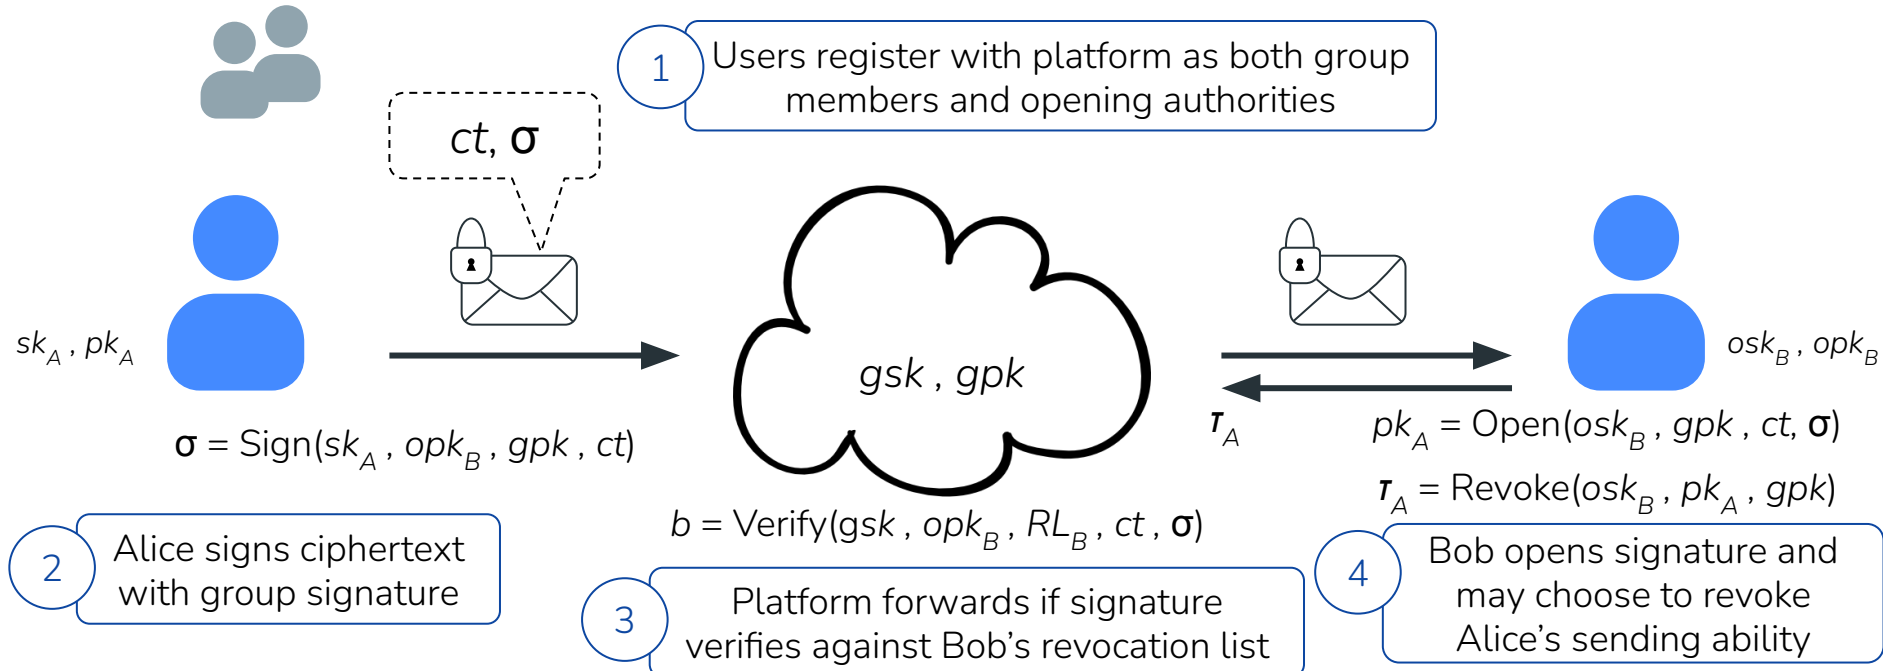 1
Users register with platform as both group
members and opening authorities
ct, σ
sk_A , pk_A
gsk , gpk
osk_B , opk_B
σ = Sign(sk_A , opk_B , gpk , ct)
τ_A
pk_A = Open(osk_B , gpk , ct, σ)
τ_A = Revoke(osk_B , pk_A , gpk)
b = Verify(gsk , opk_B , RL_B , ct , σ)
2
Alice signs ciphertext
with group signature
3
Platform forwards if signature
verifies against Bob’s revocation list
4
Bob opens signature and
may choose to revoke
Alice’s sending ability